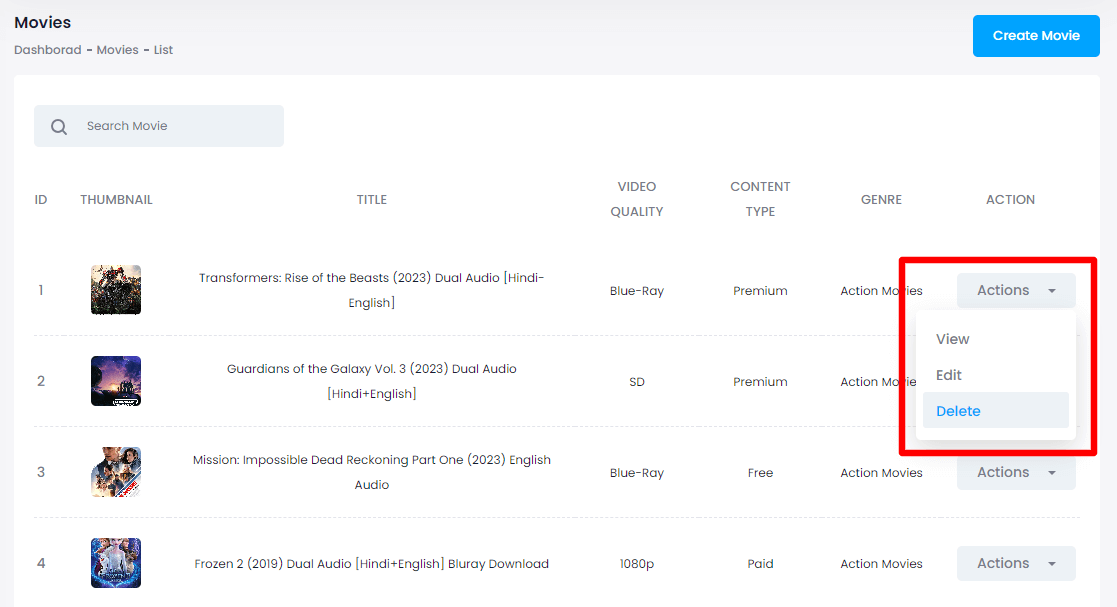 Movies
Dashborad - Movies - List
Create Movie
Search Movie
ID
THUMBNAIL
TITLE
VIDEO
QUALITY
CONTENT
TYPE
GENRE
ACTION
1
Transformers: Rise of the Beasts (2023) Dual Audio [Hindi-
English]
Blue-Ray
Premium
Action Movies
Actions
View
Edit
Delete
2
Guardians of the Galaxy Vol. 3 (2023) Dual Audio
[Hindi+English]
SD
Premium
Action Movie
3
Mission: Impossible Dead Reckoning Part One (2023) English
Audio
Blue-Ray
Free
Action Movies
Actions
4
Frozen 2 (2019) Dual Audio [Hindi+English] Bluray Download
1080p
Paid
Action Movies
Actions